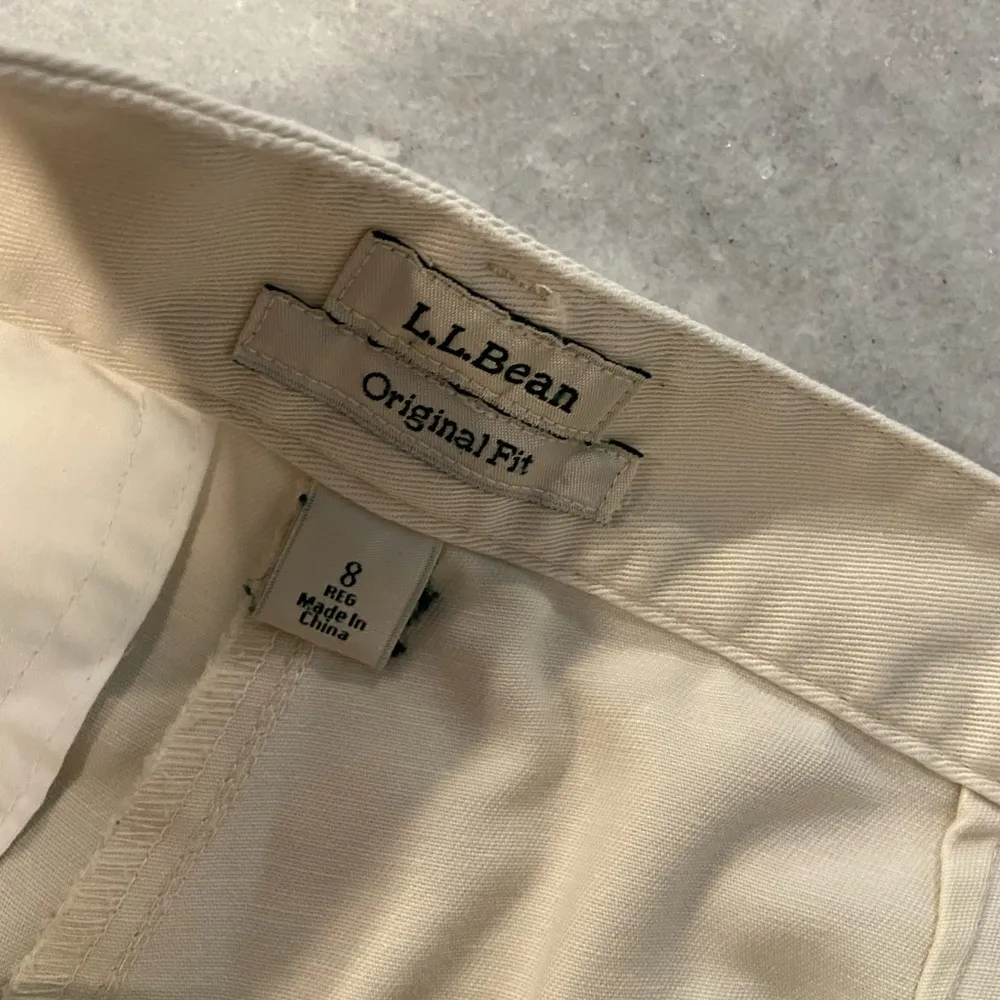 L.L.Bean
Original Fit
8
REG
Made In
China